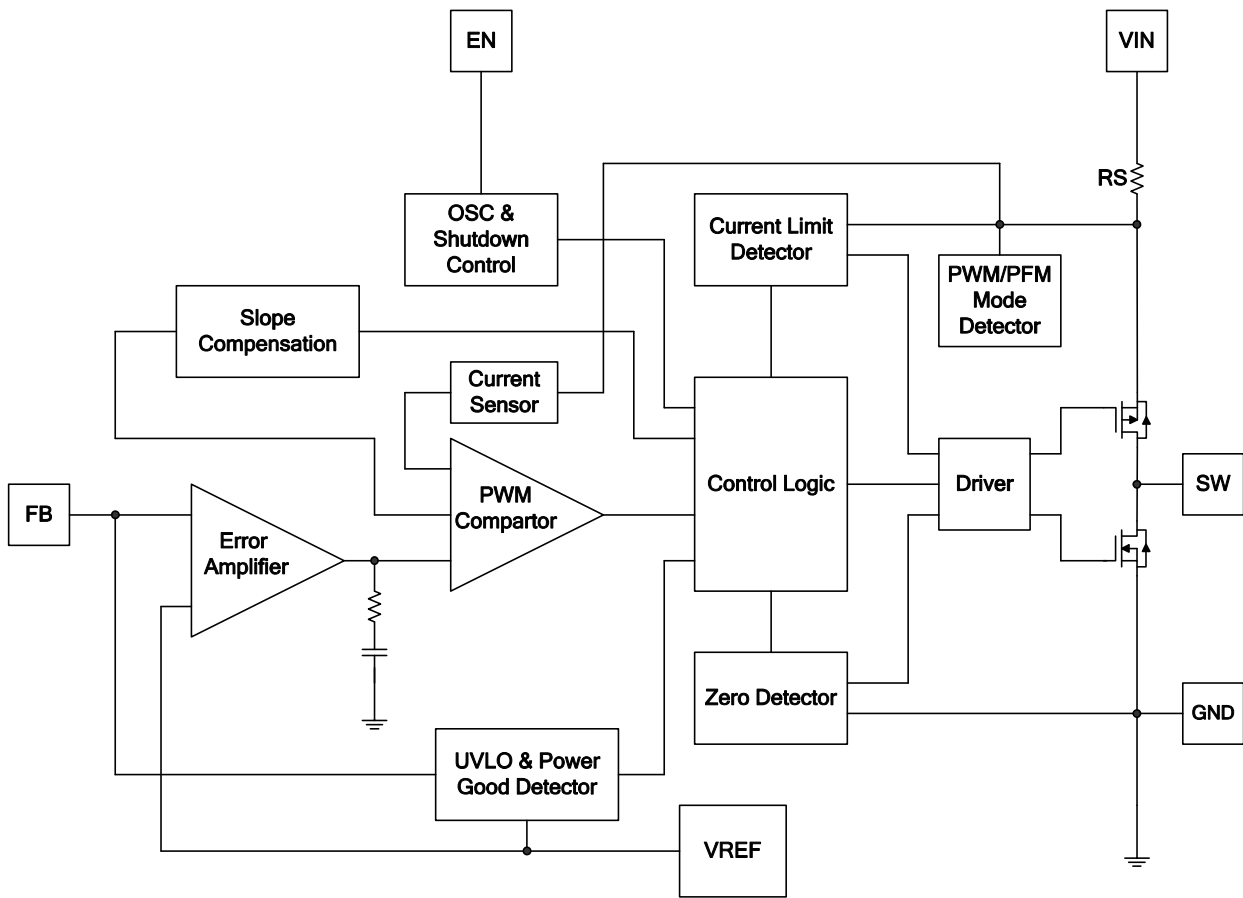 EN
VIN
RS
OSC &
Shutdown
Control
Current Limit
Detector
PWM/PFM
Mode
Detector
Slope
Compensation
Current
Sensor
PWM
Compartor
Control Logic
Driver
SW
FB
Error
Amplifier
Zero Detector
GND
UVLO & Power
Good Detector
VREF